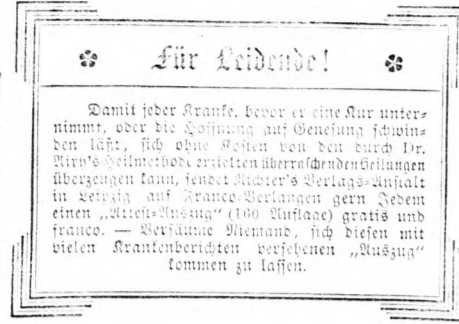 Für Leidende!
Damit jeder Kranke, bevor er eine Kur unter-
nimmt, oder die Hoffnung auf Genesung schwin-
den läßt, sich ohne Kosten von den durch Dr.
Airy's Heilmethode erzielten überraschenden Heilungen
überzeugen kann, sendet Richter's Verlags-Anstalt
in Leipzig auf Franco-Verlangen gern Jedem
einen „Attest-Auszug“ (160 Auflage) gratis und
franco. — Versäume Niemand, sich diesen mit
vielen Krankenberichten versehenen „Auszug“
kommen zu lassen.